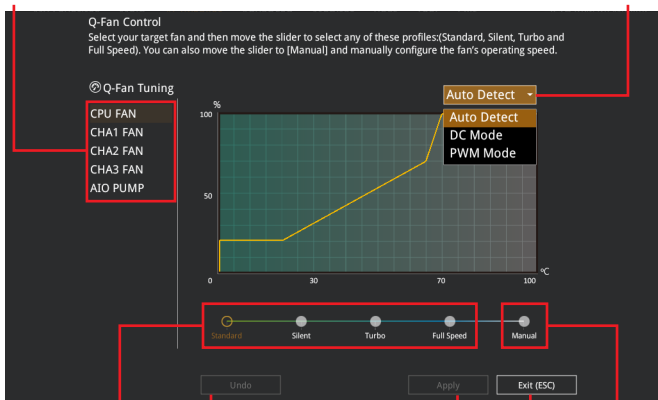 Q-Fan Control
Select your target fan and then move the slider to select any of these profiles:(Standard, Silent, Turbo and
Full Speed). You can also move the slider to [Manual] and manually configure the fan's operating speed.
Q-Fan Tuning
Auto Detect
CPU FAN
CHA1 FAN
CHA2 FAN
CHA3 FAN
AIO PUMP
%
100
50
0
30
70
100
°C
Auto Detect
DC Mode
PWM Mode
Standard
Silent
Turbo
Full Speed
Manual
Undo
Apply
Exit (ESC)